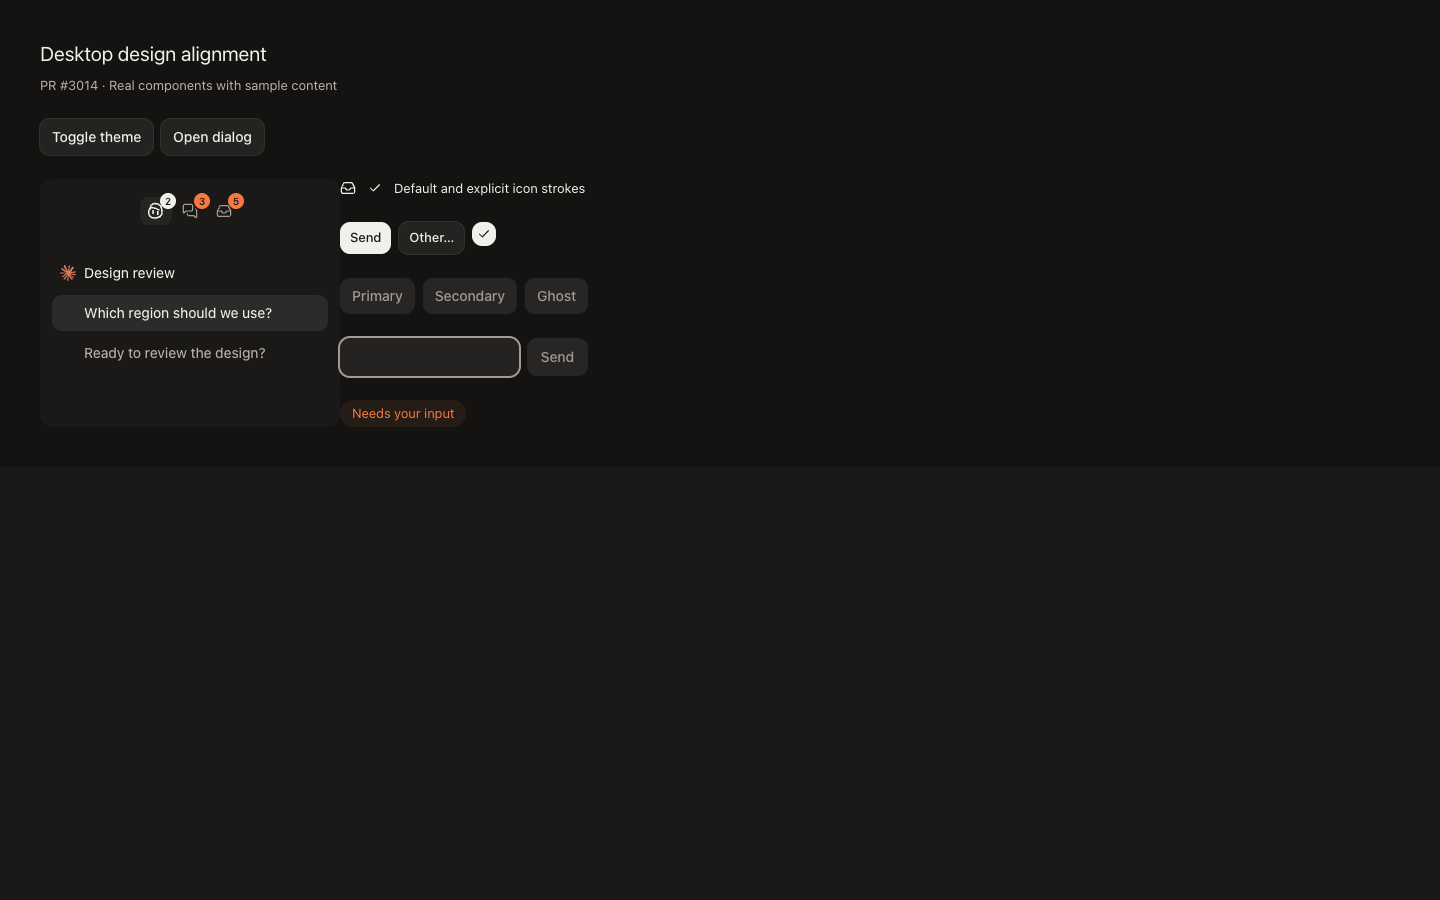 Desktop design alignment
PR #3014 · Real components with sample content
Toggle theme
Open dialog
2
3
5
Design review
Which region should we use?
Ready to review the design?
Default and explicit icon strokes
Send
Other...
Primary
Secondary
Ghost
Send
Needs your input